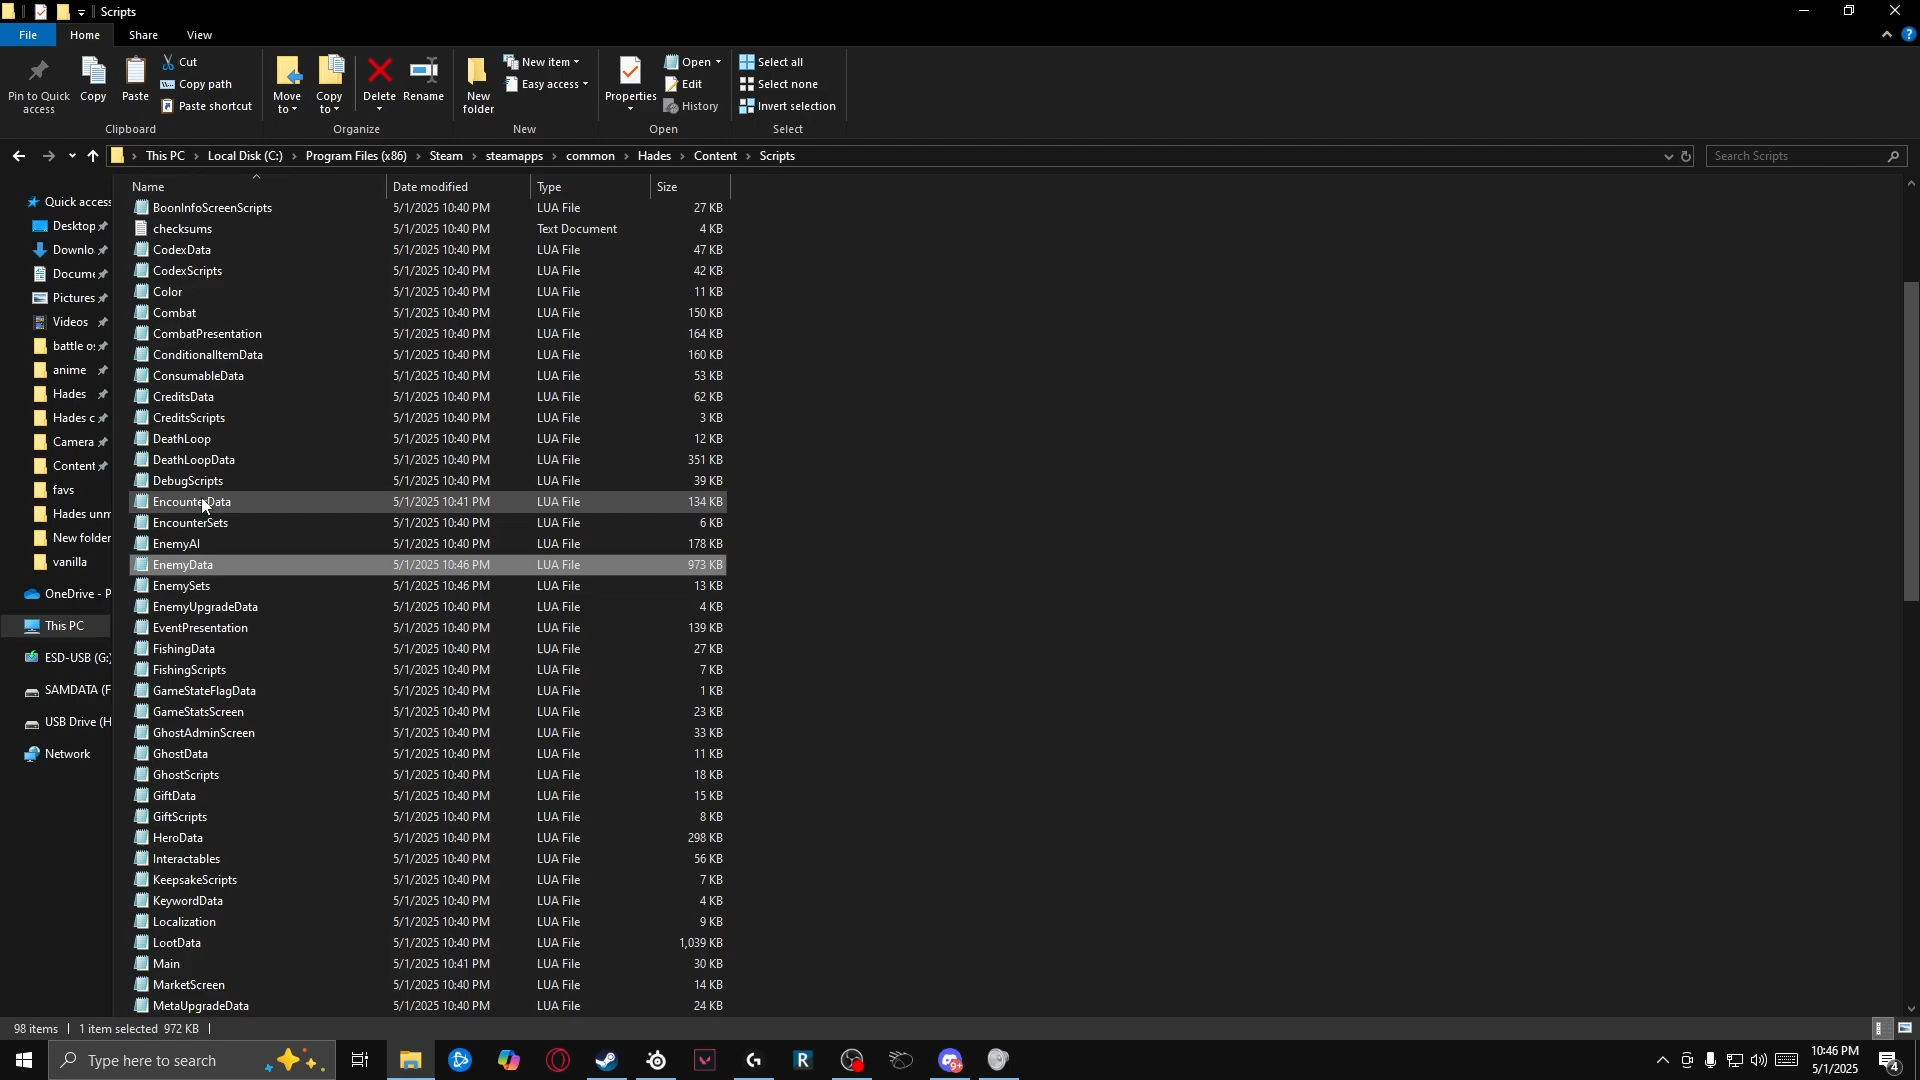 Scripts
File
Home
Share
View
Pin to Quick access
Copy
Paste
Cut
Copy path
Paste shortcut
Clipboard
Move to
Copy to
Delete
Rename
Organize
New folder
New item
Easy access
New
Properties
Open
Edit
History
Open
Select all
Select none
Invert selection
Select
This PC › Local Disk (C:) › Program Files (x86) › Steam › steamapps › common › Hades › Content › Scripts
Search Scripts
Name Date modified Type Size
BoonInfoScreenScripts 5/1/2025 10:40 PM LUA File 27 KB
checksums 5/1/2025 10:40 PM Text Document 4 KB
CodexData 5/1/2025 10:40 PM LUA File 47 KB
CodexScripts 5/1/2025 10:40 PM LUA File 42 KB
Color 5/1/2025 10:40 PM LUA File 11 KB
Combat 5/1/2025 10:40 PM LUA File 150 KB
CombatPresentation 5/1/2025 10:40 PM LUA File 164 KB
ConditionalItemData 5/1/2025 10:40 PM LUA File 160 KB
ConsumableData 5/1/2025 10:40 PM LUA File 53 KB
CreditsData 5/1/2025 10:40 PM LUA File 62 KB
CreditsScripts 5/1/2025 10:40 PM LUA File 3 KB
DeathLoop 5/1/2025 10:40 PM LUA File 12 KB
DeathLoopData 5/1/2025 10:40 PM LUA File 351 KB
DebugScripts 5/1/2025 10:40 PM LUA File 39 KB
EncounterData 5/1/2025 10:41 PM LUA File 134 KB
EncounterSets 5/1/2025 10:40 PM LUA File 6 KB
EnemyAI 5/1/2025 10:40 PM LUA File 178 KB
EnemyData 5/1/2025 10:46 PM LUA File 973 KB
EnemySets 5/1/2025 10:46 PM LUA File 13 KB
EnemyUpgradeData 5/1/2025 10:40 PM LUA File 4 KB
EventPresentation 5/1/2025 10:40 PM LUA File 139 KB
FishingData 5/1/2025 10:40 PM LUA File 27 KB
FishingScripts 5/1/2025 10:40 PM LUA File 7 KB
GameStateFlagData 5/1/2025 10:40 PM LUA File 1 KB
GameStatsScreen 5/1/2025 10:40 PM LUA File 23 KB
GhostAdminScreen 5/1/2025 10:40 PM LUA File 33 KB
GhostData 5/1/2025 10:40 PM LUA File 11 KB
GhostScripts 5/1/2025 10:40 PM LUA File 18 KB
GiftData 5/1/2025 10:40 PM LUA File 15 KB
GiftScripts 5/1/2025 10:40 PM LUA File 8 KB
HeroData 5/1/2025 10:40 PM LUA File 298 KB
Interactables 5/1/2025 10:40 PM LUA File 56 KB
KeepsakeScripts 5/1/2025 10:40 PM LUA File 7 KB
KeywordData 5/1/2025 10:40 PM LUA File 4 KB
Localization 5/1/2025 10:40 PM LUA File 9 KB
LootData 5/1/2025 10:40 PM LUA File 1,039 KB
Main 5/1/2025 10:41 PM LUA File 30 KB
MarketScreen 5/1/2025 10:40 PM LUA File 14 KB
MetaUpgradeData 5/1/2025 10:40 PM LUA File 24 KB
Quick access
Desktop
Downlo
Docume
Pictures
Videos
battle o
anime
Hades
Hades c
Camera
Content
favs
Hades unm
New folder
vanilla
OneDrive - P
This PC
ESD-USB (G:)
SAMDATA (F
USB Drive (H
Network
98 items
1 item selected 972 KB
Type here to search
R
9+
10:46 PM
5/1/2025
4